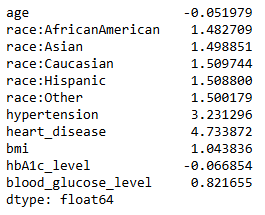 age -0.051979
race:AfricanAmerican 1.482709
race:Asian 1.498851
race:Caucasian 1.509744
race:Hispanic 1.508800
race:Other 1.500179
hypertension 3.231296
heart_disease 4.733872
bmi 1.043836
hbA1c_level -0.066854
blood_glucose_level 0.821655
dtype: float64